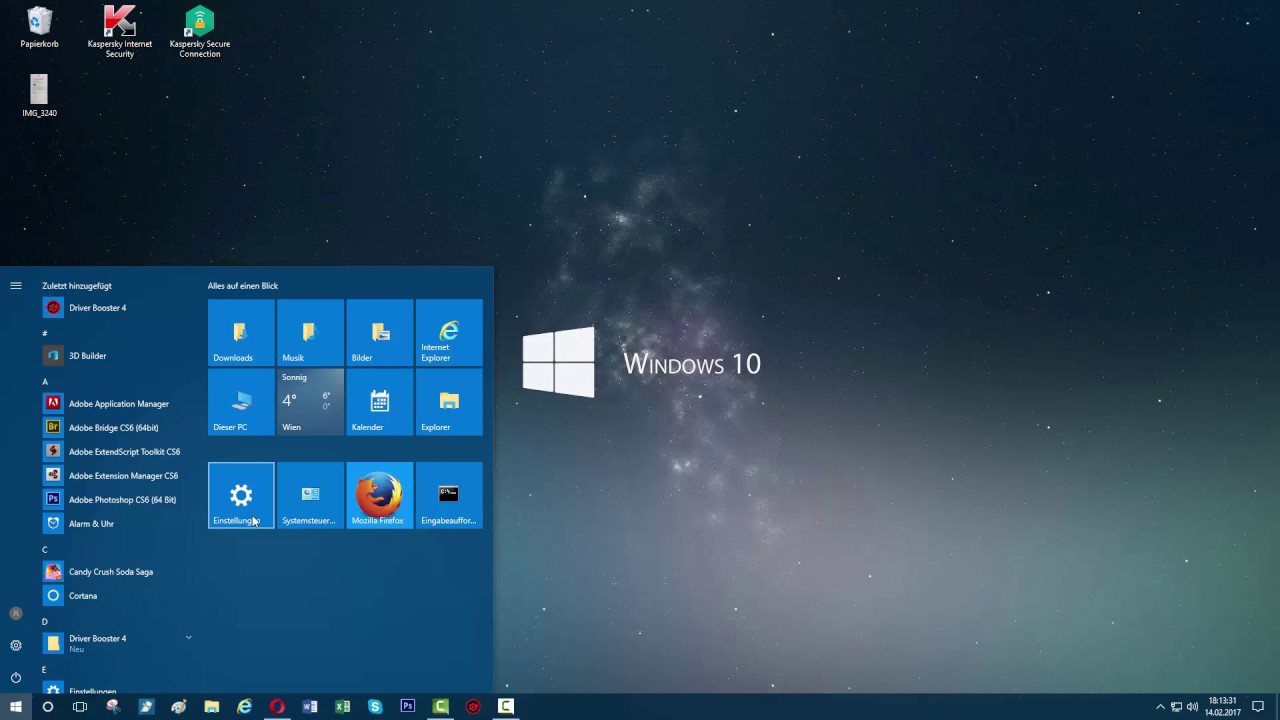 Papierkorb
Kaspersky Internet
Security
Kaspersky Secure
Connection
IMG_3240
Zuletzt hinzugefügt
Driver Booster 4
#
3D Builder
A
Adobe Application Manager
Br
Adobe Bridge CS6 (64bit)
Adobe ExtendScript Toolkit CS6
Adobe Extension Manager CS6
Ps
Adobe Photoshop CS6 (64 Bit)
Alarm & Uhr
C
Candy Crush Soda Saga
Cortana
D
Driver Booster 4
Neu
E
Einstellungen
Alles auf einen Blick
Downloads
Musik
Bilder
Internet
Explorer
Dieser PC
Sonnig
4°
6°
0°
Wien
Kalender
Explorer
Systemsteuer...
Mozilla Firefox
C:\
Eingabeauffor...
WINDOWS 10
Ps
18:13:31
14.02.2017